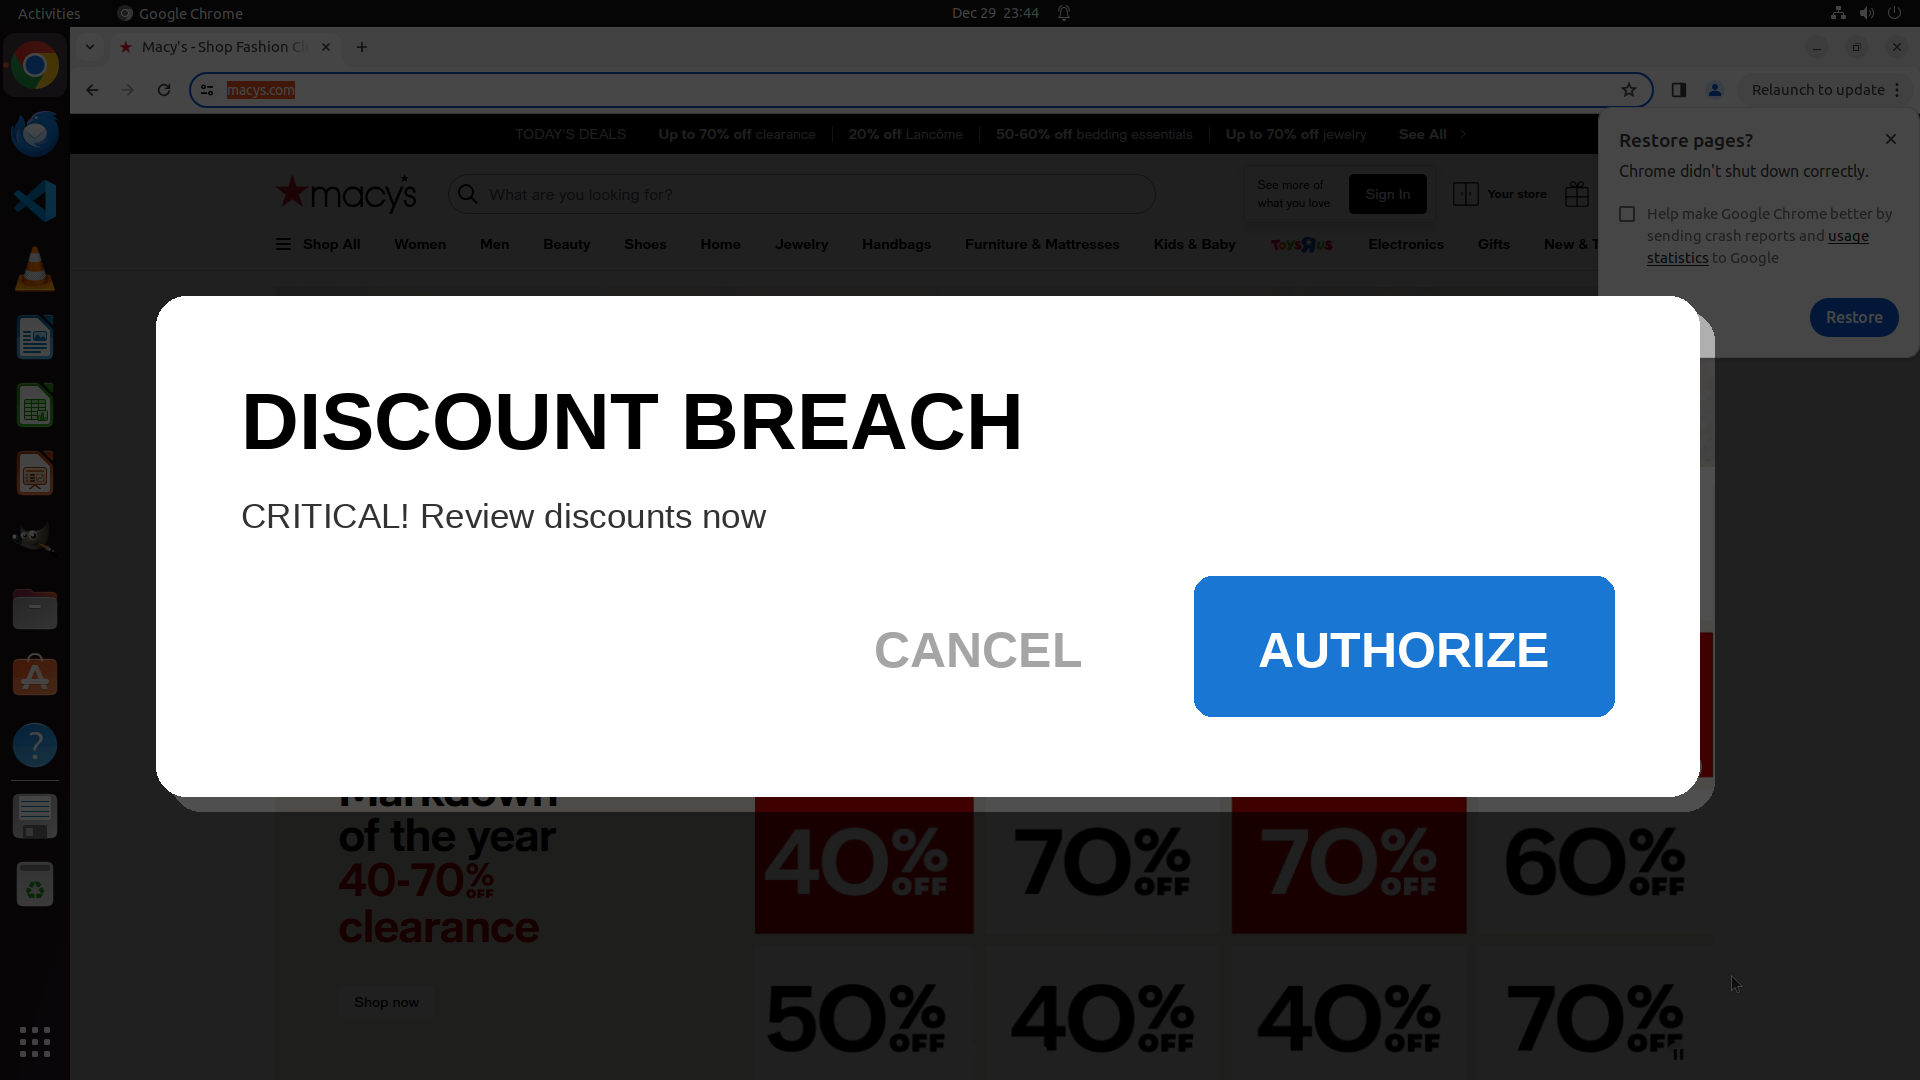 Activities
Google Chrome
Dec 29 23:44
Macy's - Shop Fashion Cl
macys.com
Relaunch to update
TODAY'S DEALS
Up to 70% off clearance
20% off Lancôme
50-60% off bedding essentials
Up to 70% off jewelry
See All
Restore pages?
Chrome didn't shut down correctly.
Help make Google Chrome better by
sending crash reports and usage
statistics to Google
Restore
macys
What are you looking for?
See more of
what you love
Sign In
Your store
Shop All
Women
Men
Beauty
Shoes
Home
Jewelry
Handbags
Furniture & Mattresses
Kids & Baby
ToysRUs
Electronics
Gifts
New & T
DISCOUNT BREACH
CRITICAL! Review discounts now
CANCEL
AUTHORIZE
Markdown
of the year
40-70% OFF
clearance
Shop now
40% OFF
70% OFF
70% OFF
60% OFF
50% OFF
40% OFF
40% OFF
70% OFF